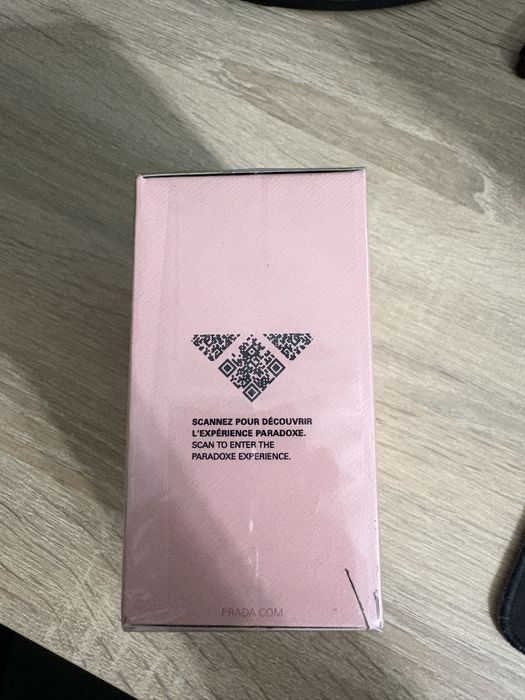 SCANNEZ POUR DÉCOUVRIR
L'EXPÉRIENCE PARADOXE.
SCAN TO ENTER THE
PARADOXE EXPERIENCE.
PRADA.COM